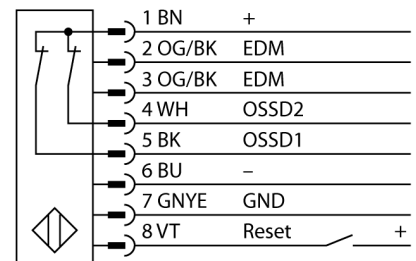 1 BN +
2 OG/BK EDM
3 OG/BK EDM
4 WH OSSD2
5 BK OSSD1
6 BU –
7 GNYE GND
8 VT Reset +